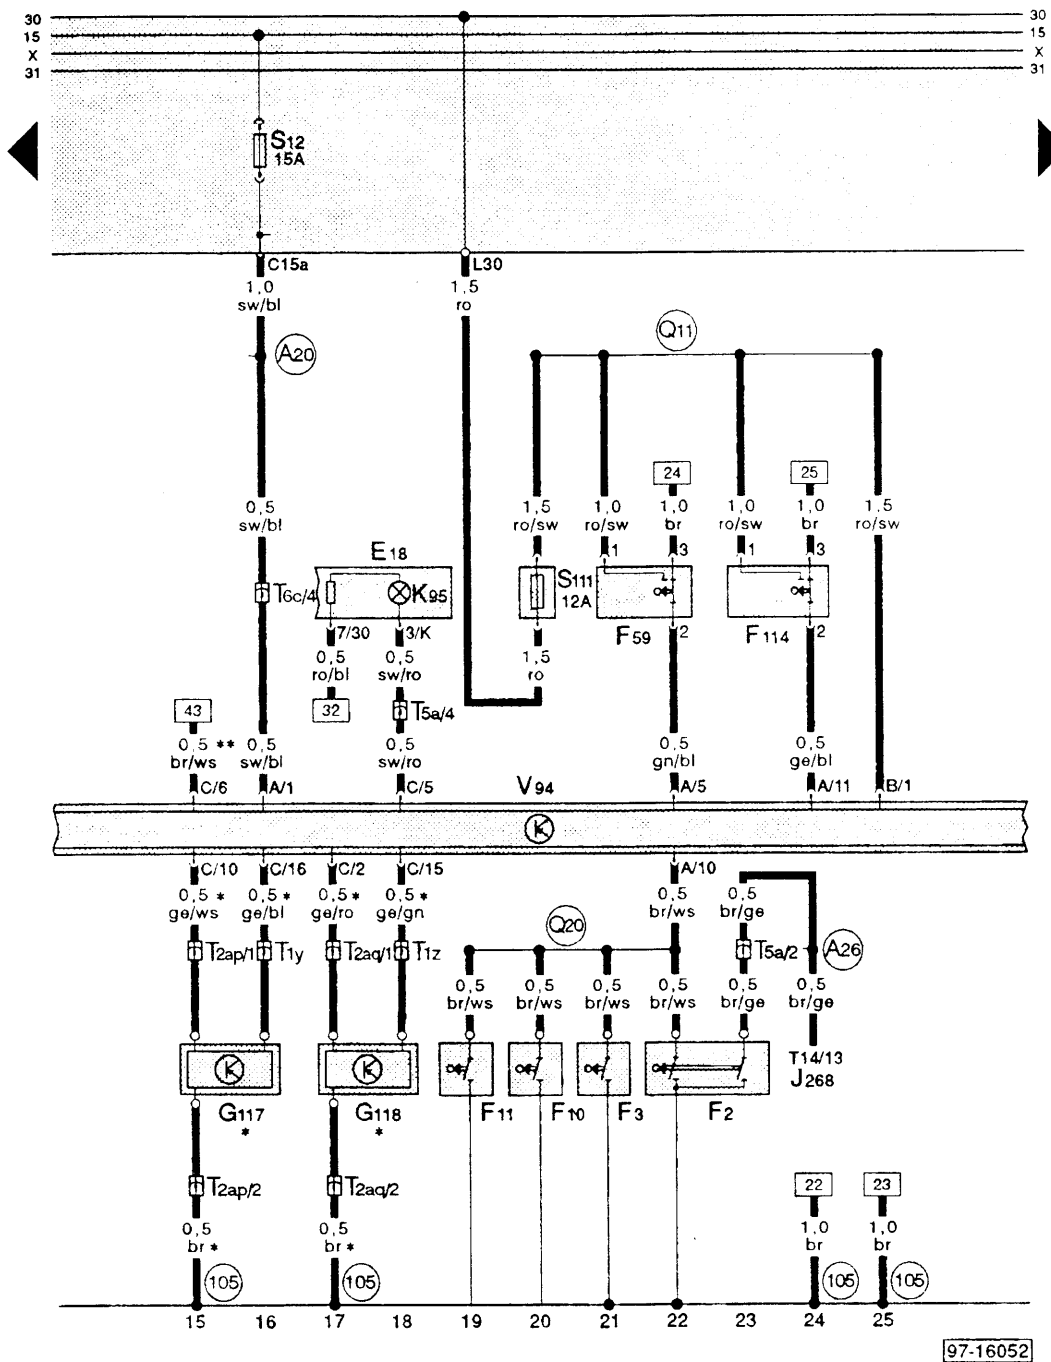 30 30
15 15
X X
31 31
S12
15A
C15a L30
1,0 1,5
sw/bl ro
Q11
A20
24 25
0,5 1,5 1,0 1,0 1,0 1,0 1,5
sw/bl ro/sw ro/sw br ro/sw br ro/sw
E18 1 3 1 3
T6c/4 K95 S111
12A
7/30 3/K F59 2 F114 2
0,5 0,5 1,5
ro/bl sw/ro ro
43 32 T5a/4
0,5 ** 0,5 0,5 0,5 0,5
br/ws sw/bl sw/ro gn/bl ge/bl
C/6 A/1 C/5 V94 A/5 A/11 B/1
C/10 C/16 C/2 C/15 A/10
0,5 * 0,5 * 0,5 * 0,5 * 0,5 0,5
ge/ws ge/bl ge/ro ge/gn br/ws br/ge
Q20
T2ap/1 T1y T2aq/1 T1z T5a/2 A26
0,5 0,5 0,5 0,5 0,5 0,5
br/ws br/ws br/ws br/ws br/ge br/ge
T14/13
J268
G117 G118 F11 F10 F3 F2
* *
T2ap/2 T2aq/2 22 23
0,5 0,5 1,0 1,0
br * br * br br
105 105 105 105
15 16 17 18 19 20 21 22 23 24 25
97-16052